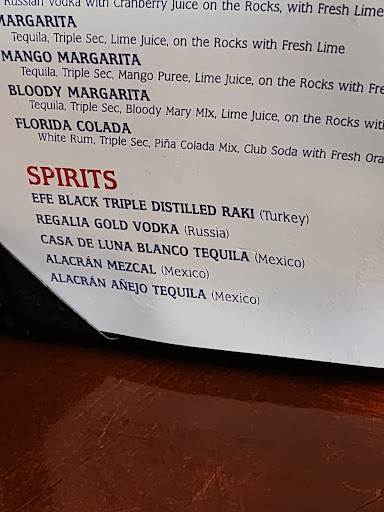 Russian Vodka with Cranberry Juice on the Rocks, with Fresh Lime
MARGARITA
Tequila, Triple Sec, Lime Juice, on the Rocks with Fresh Lime
MANGO MARGARITA
Tequila, Triple Sec, Mango Puree, Lime Juice, on the Rocks with Fre
BLOODY MARGARITA
Tequila, Triple Sec, Bloody Mary MIx, Lime Juice, on the Rocks wit
FLORIDA COLADA
White Rum, Triple Sec, Piña Colada Mix, Club Soda with Fresh Ora
SPIRITS
EFE BLACK TRIPLE DISTILLED RAKI (Turkey)
REGALIA GOLD VODKA (Russia)
CASA DE LUNA BLANCO TEQUILA (Mexico)
ALACRÁN MEZCAL (Mexico)
ALACRÁN AÑEJO TEQUILA (Mexico)